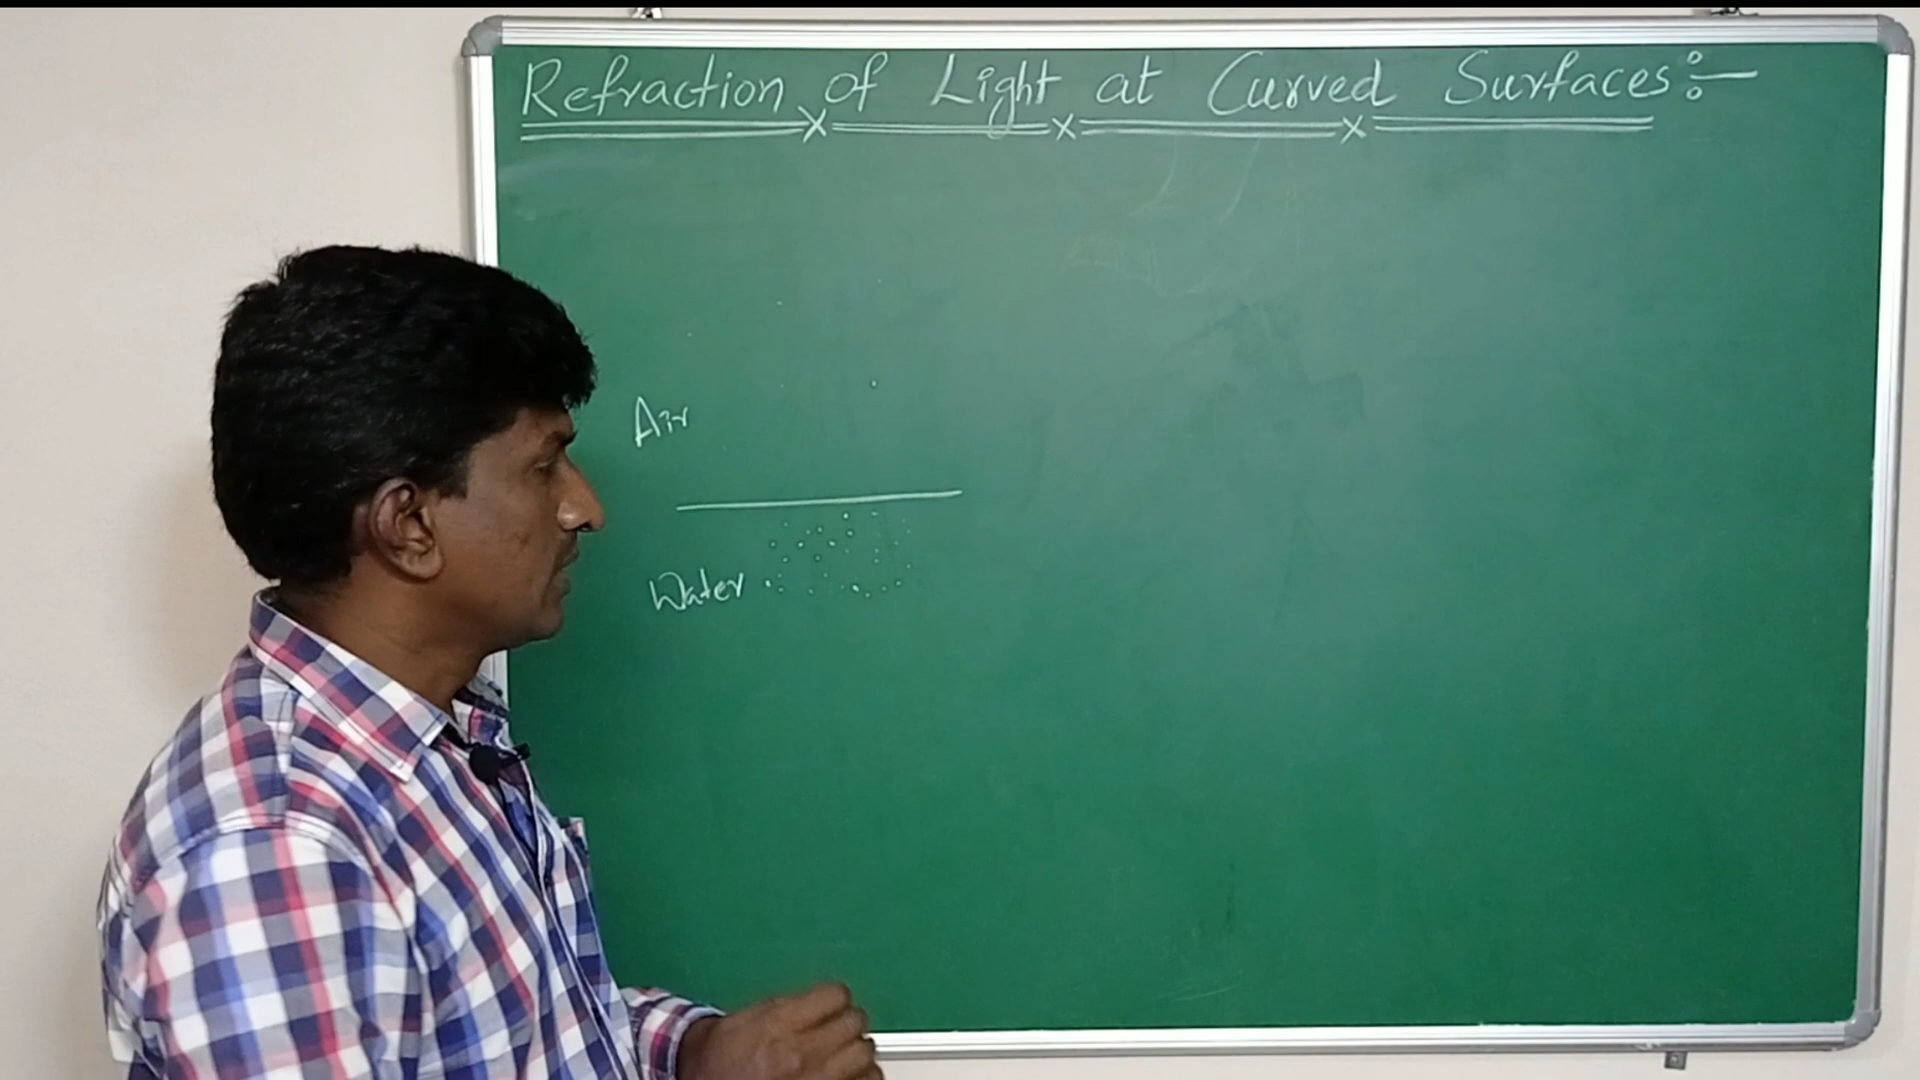 Refraction of Light at Curved Surfaces:-
Air
Water